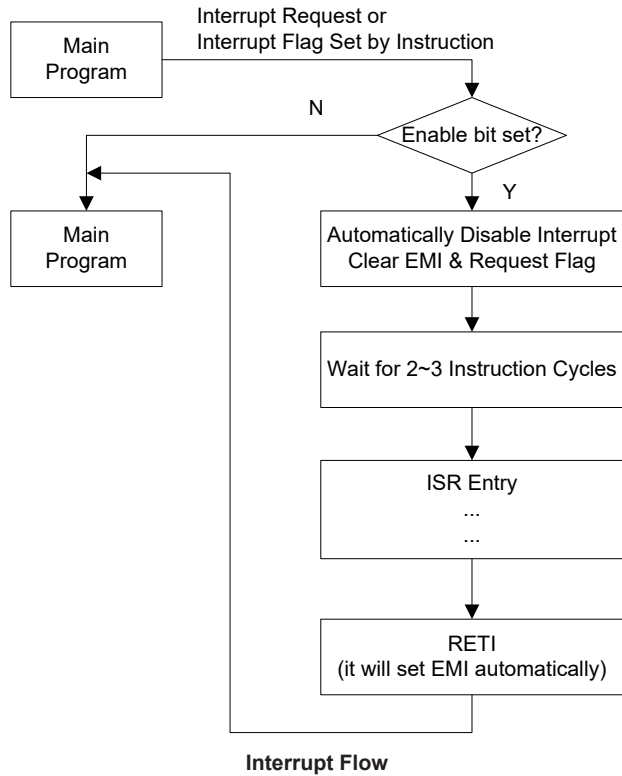 Interrupt Request or
Interrupt Flag Set by Instruction
Main
Program
Enable bit set?
N
Y
Main
Program
Automatically Disable Interrupt
Clear EMI & Request Flag
Wait for 2~3 Instruction Cycles
ISR Entry
...
...
RETI
(it will set EMI automatically)
Interrupt Flow